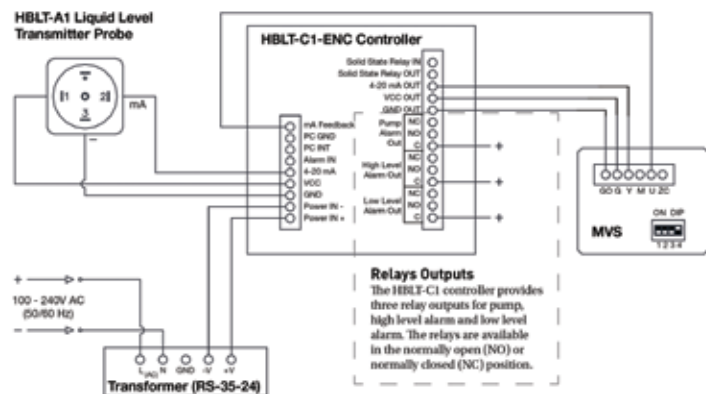 HBLT-A1 Liquid Level
Transmitter Probe
1
2
3
mA
HBLT-C1-ENC Controller
Solid State Relay IN
Solid State Relay OUT
4-20 mA OUT
VCC OUT
GND OUT
mA Feedback
PC GND
PC INT
Alarm IN
4-20 mA
VCC
GND
Power IN -
Power IN +
Pump
Alarm
Out
NC
NO
C
High Level
Alarm Out
NC
NO
C
Low Level
Alarm Out
NC
NO
C
+
+
+
GO G Y M U ZC
MVS
ON DIP
1 2 3 4
Relays Outputs
The HBLT-C1 controller provides
three relay outputs for pump,
high level alarm and low level
alarm. The relays are available
in the normally open (NO) or
normally closed (NC) position.
+
100 - 240V AC
(50/60 Hz)
−
L (AC) N GND -V +V
Transformer (RS-35-24)